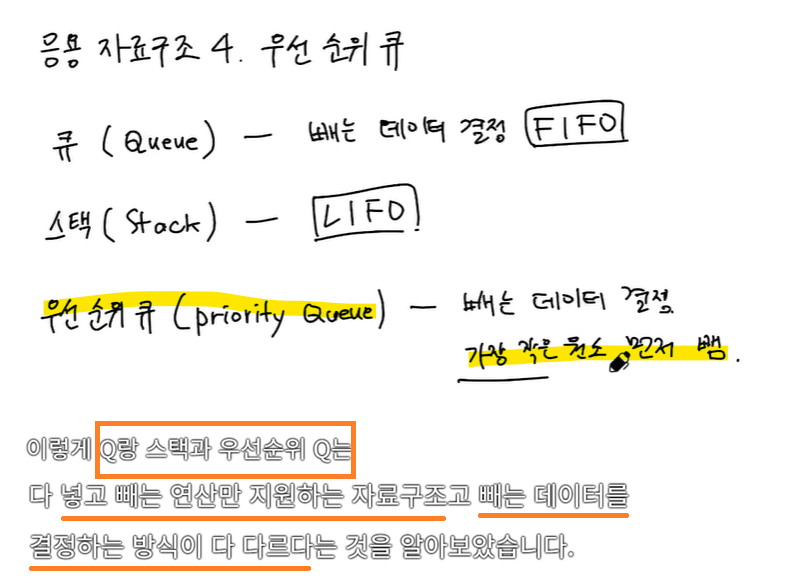 응용 자료구조 4. 우선 순위 큐
큐 (Queue) — 빼는 데이터 결정 FIFO
스택 (Stack) — LIFO
우선 순위 큐 (priority Queue) — 빼는 데이터 결정
가장 작은 원소 먼저 뺌.
이렇게 Q랑 스택과 우선순위 Q는
다 넣고 빼는 연산만 지원하는 자료구조고 빼는 데이터를
결정하는 방식이 다 다르다는 것을 알아보았습니다.